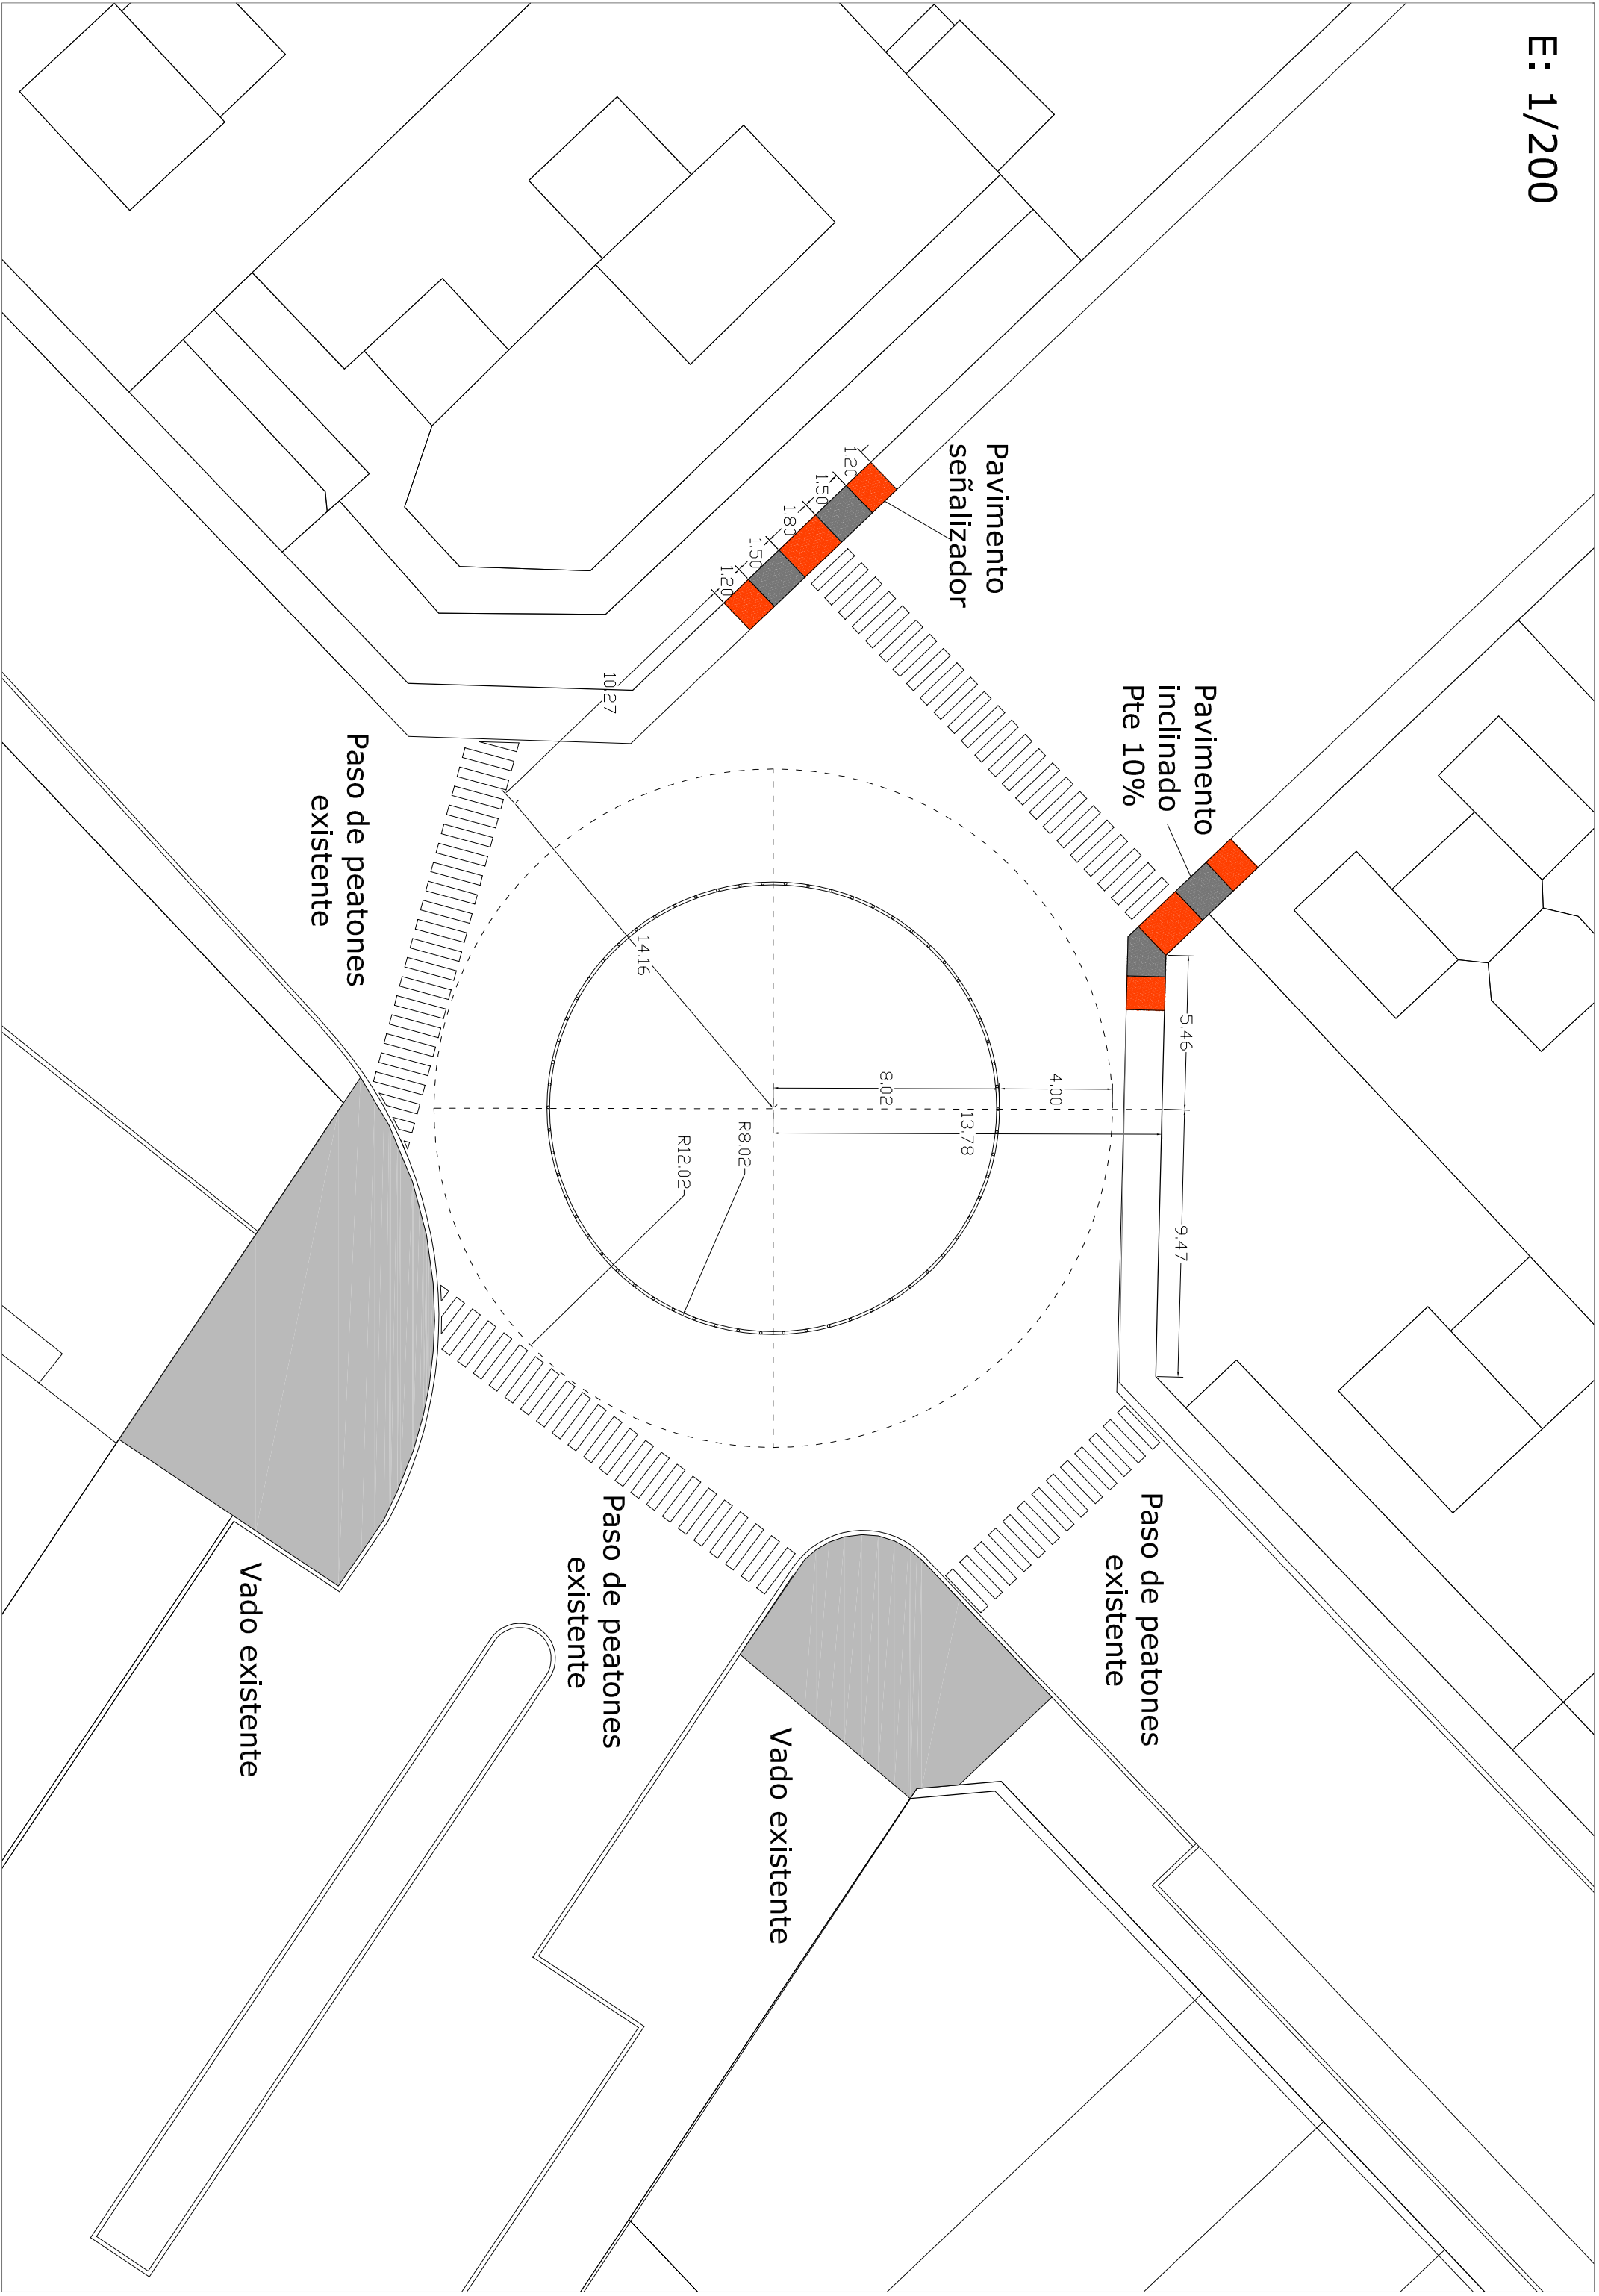 E: 1/200
Pavimento
señalizador
Pavimento
inclinado
Pte 10%
1.20
1.50
1.80
1.50
1.20
10.27
14.16
5.46
4.00
8.02
13.78
9.47
R8.02
R12.02
Paso de peatones
existente
Paso de peatones
existente
Paso de peatones
existente
Vado existente
Vado existente